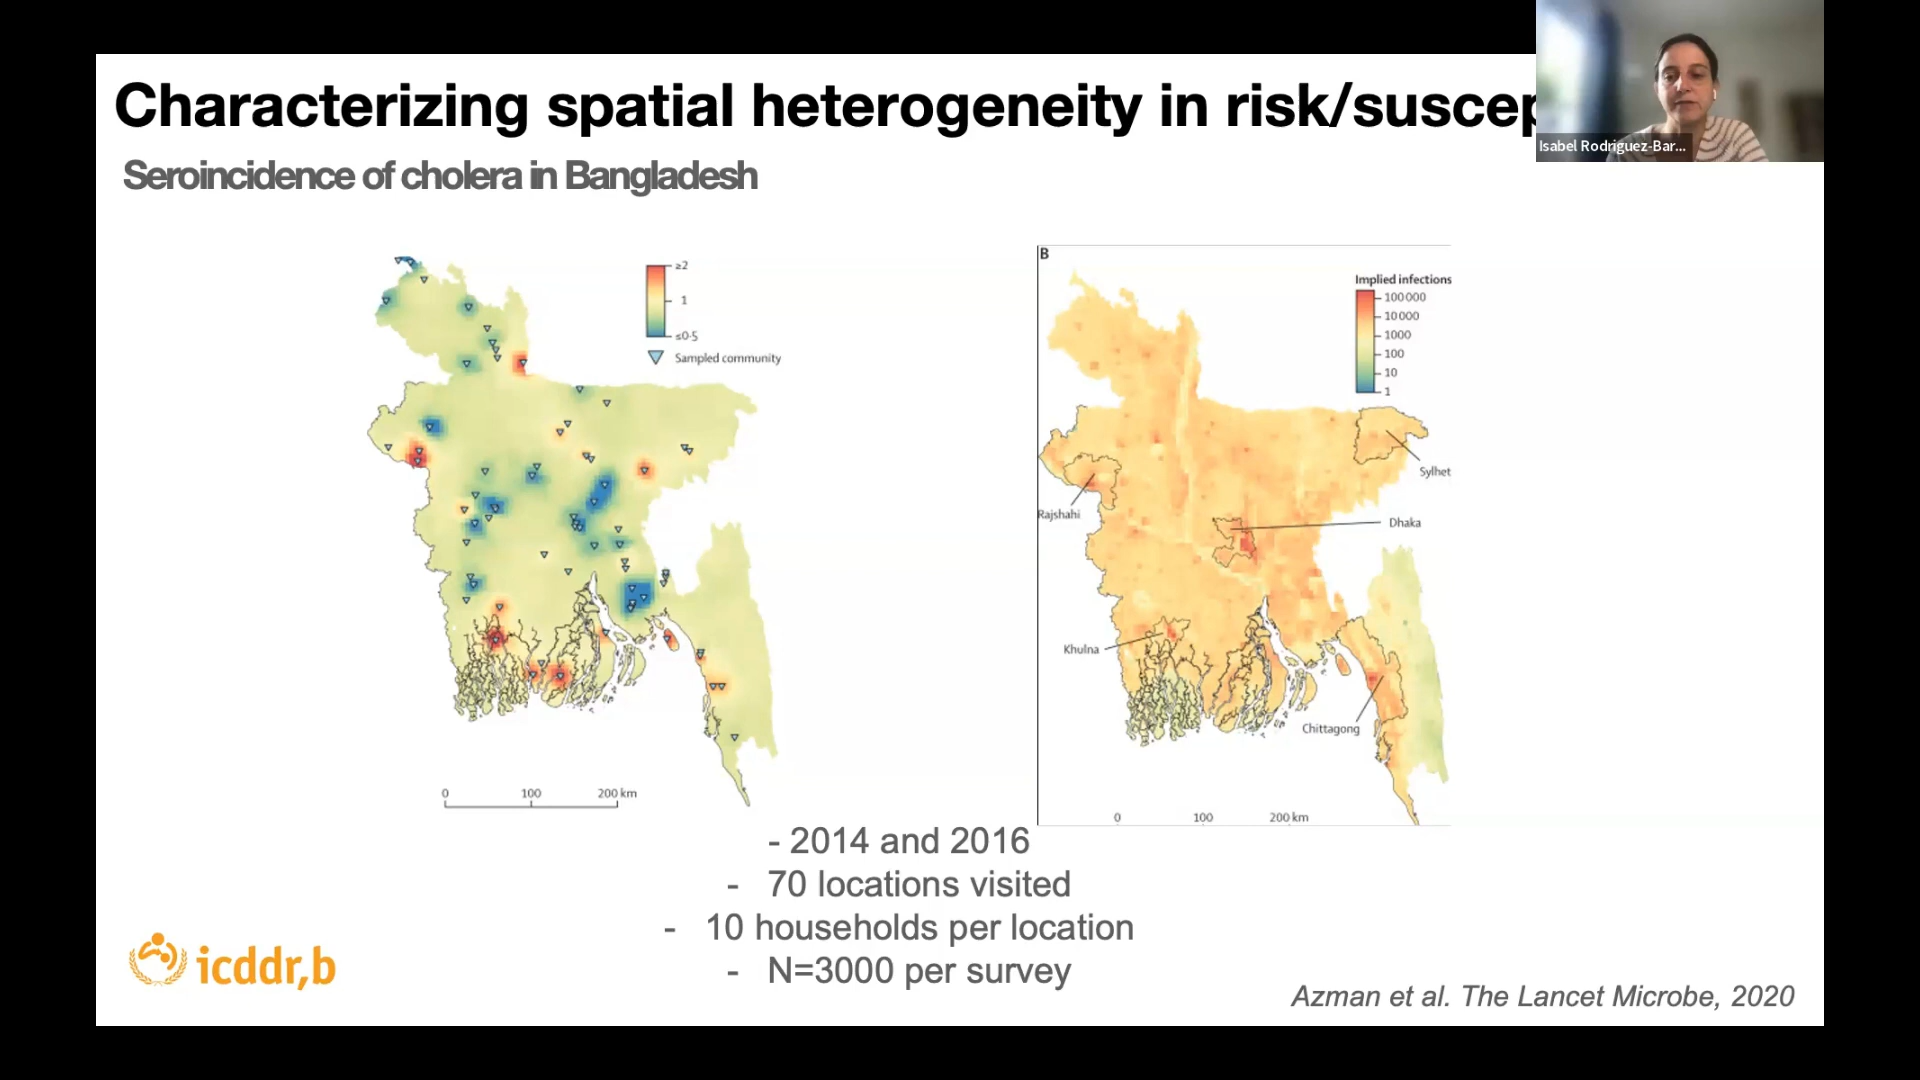 Characterizing spatial heterogeneity in risk/suscep
Isabel Rodriguez-Bar...
Seroincidence of cholera in Bangladesh
≥2
1
≤0·5
Sampled community
0 100 200 km
B
Implied infections
100 000
10 000
1000
100
10
1
Sylhet
Rajshahi
Dhaka
Khulna
Chittagong
0 100 200 km
- 2014 and 2016
- 70 locations visited
- 10 households per location
- N=3000 per survey
icddr,b
Azman et al. The Lancet Microbe, 2020